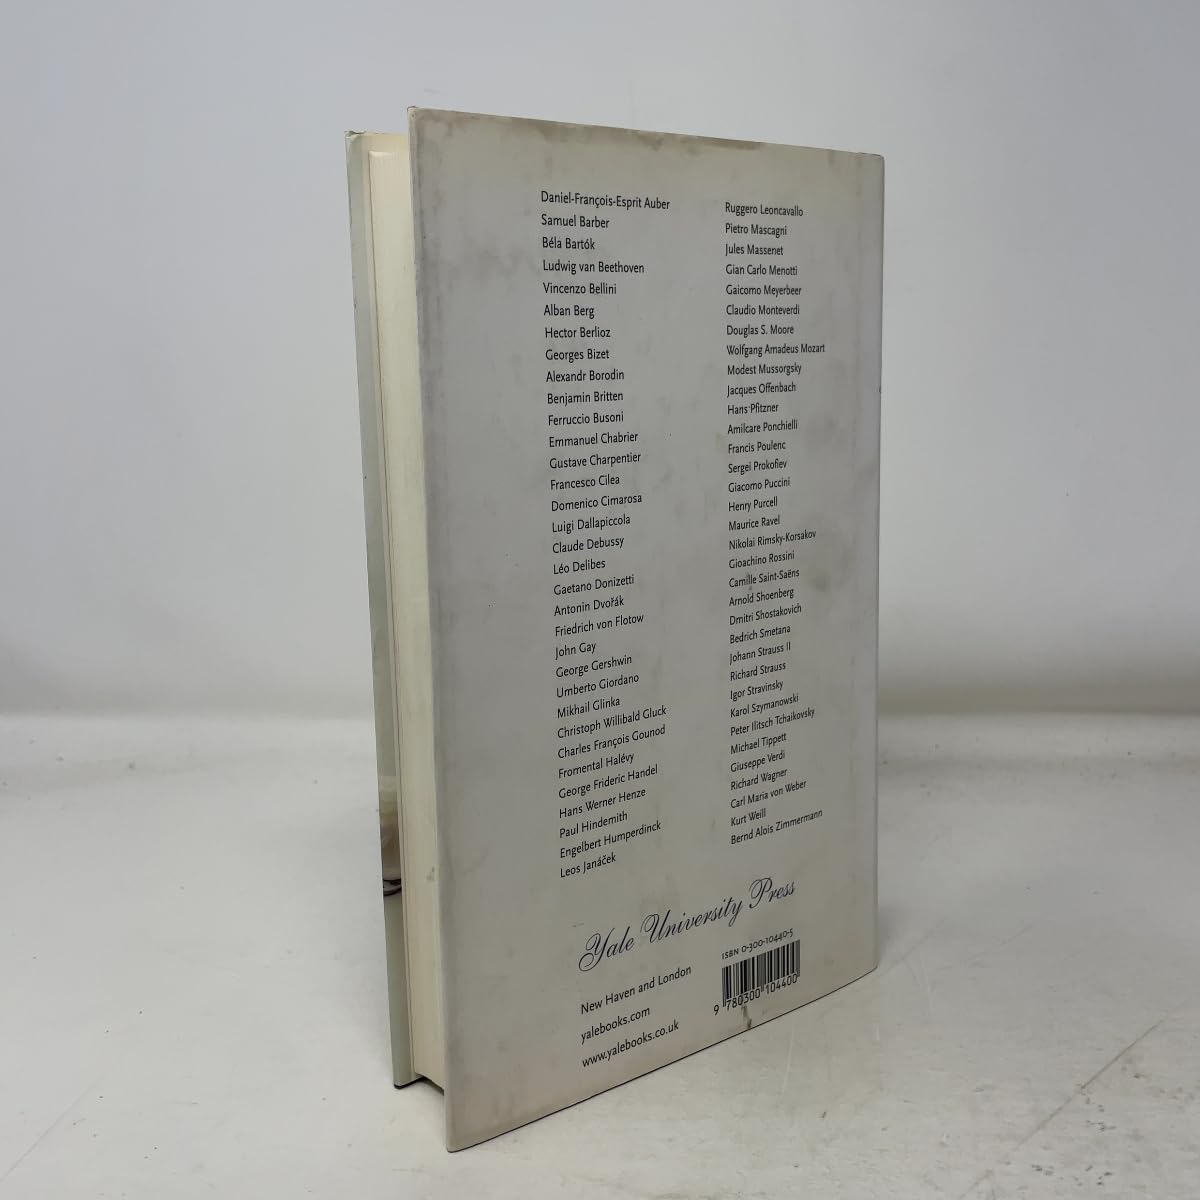 Daniel-François-Esprit Auber
Samuel Barber
Béla Bartók
Ludwig van Beethoven
Vincenzo Bellini
Alban Berg
Hector Berlioz
Georges Bizet
Alexandr Borodin
Benjamin Britten
Ferruccio Busoni
Emmanuel Chabrier
Gustave Charpentier
Francesco Cilea
Domenico Cimarosa
Luigi Dallapiccola
Claude Debussy
Léo Delibes
Gaetano Donizetti
Antonin Dvořák
Friedrich von Flotow
John Gay
George Gershwin
Umberto Giordano
Mikhail Glinka
Christoph Willibald Gluck
Charles François Gounod
Fromental Halévy
George Frideric Handel
Hans Werner Henze
Paul Hindemith
Engelbert Humperdinck
Leos Janáček
Ruggero Leoncavallo
Pietro Mascagni
Jules Massenet
Gian Carlo Menotti
Gaicomo Meyerbeer
Claudio Monteverdi
Douglas S. Moore
Wolfgang Amadeus Mozart
Modest Mussorgsky
Jacques Offenbach
Hans Pfitzner
Amilcare Ponchielli
Francis Poulenc
Sergei Prokofiev
Giacomo Puccini
Henry Purcell
Maurice Ravel
Nikolai Rimsky-Korsakov
Gioachino Rossini
Camille Saint-Saëns
Arnold Shoenberg
Dmitri Shostakovich
Bedrich Smetana
Johann Strauss II
Richard Strauss
Igor Stravinsky
Karol Szymanowski
Peter Ilitsch Tchaikovsky
Michael Tippett
Giuseppe Verdi
Richard Wagner
Carl Maria von Weber
Kurt Weill
Bernd Alois Zimmermann
Yale University Press
New Haven and London
yalebooks.com
www.yalebooks.co.uk
ISBN 0-300-10440-5
9 780300 104400